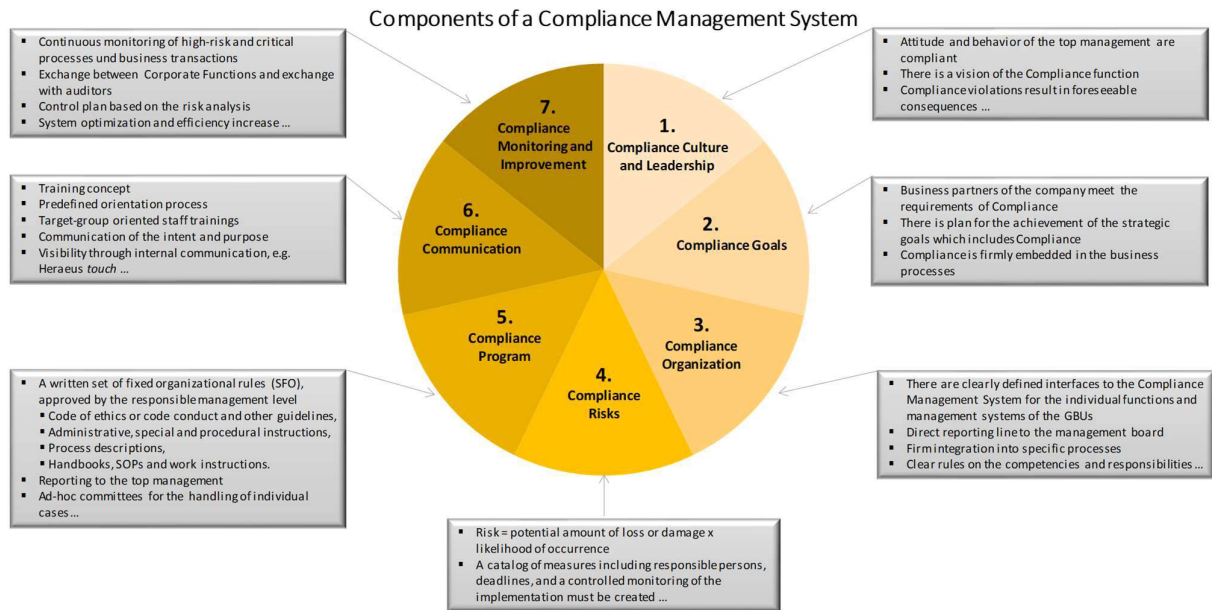 Components of a Compliance Management System
▪ Continuous monitoring of high-risk and critical
processes und business transactions
▪ Exchange between Corporate Functions and exchange
with auditors
▪ Control plan based on the risk analysis
▪ System optimization and efficiency increase …
▪ Attitude and behavior of the top management are
compliant
▪ There is a vision of the Compliance function
▪ Compliance violations result in foreseeable
consequences …
7.
Compliance
Monitoring and
Improvement
1.
Compliance Culture
and Leadership
▪ Training concept
▪ Predefined orientation process
▪ Target-group oriented staff trainings
▪ Communication of the intent and purpose
▪ Visibility through internal communication, e.g.
Heraeus touch …
6.
Compliance
Communication
2.
Compliance Goals
▪ Business partners of the company meet the
requirements of Compliance
▪ There is plan for the achievement of the strategic
goals which includes Compliance
▪ Compliance is firmly embedded in the business
processes
5.
Compliance
Program
3.
Compliance
Organization
4.
Compliance
Risks
▪ A written set of fixed organizational rules (SFO),
approved by the responsible management level
▪ Code of ethics or code conduct and other guidelines,
▪ Administrative, special and procedural instructions,
▪ Process descriptions,
▪ Handbooks, SOPs and work instructions.
▪ Reporting to the top management
▪ Ad-hoc committees for the handling of individual
cases …
▪ There are clearly defined interfaces to the Compliance
Management System for the individual functions and
management systems of the GBUs
▪ Direct reporting line to the management board
▪ Firm integration into specific processes
▪ Clear rules on the competencies and responsibilities …
▪ Risk = potential amount of loss or damage x
likelihood of occurrence
▪ A catalog of measures including responsible persons,
deadlines, and a controlled monitoring of the
implementation must be created …